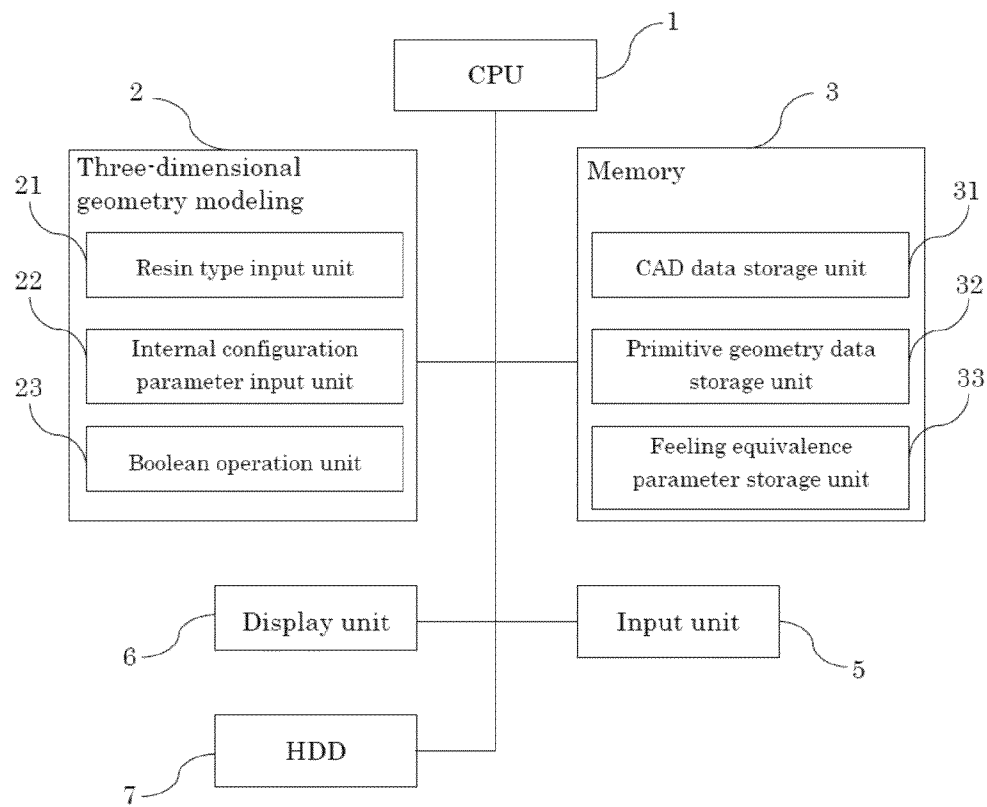 1
CPU
2
3
Three-dimensional
geometry modeling
Memory
21
Resin type input unit
31
CAD data storage unit
22
Internal configuration
parameter input unit
32
Primitive geometry data
storage unit
23
Boolean operation unit
33
Feeling equivalence
parameter storage unit
Display unit
6
Input unit
5
HDD
7